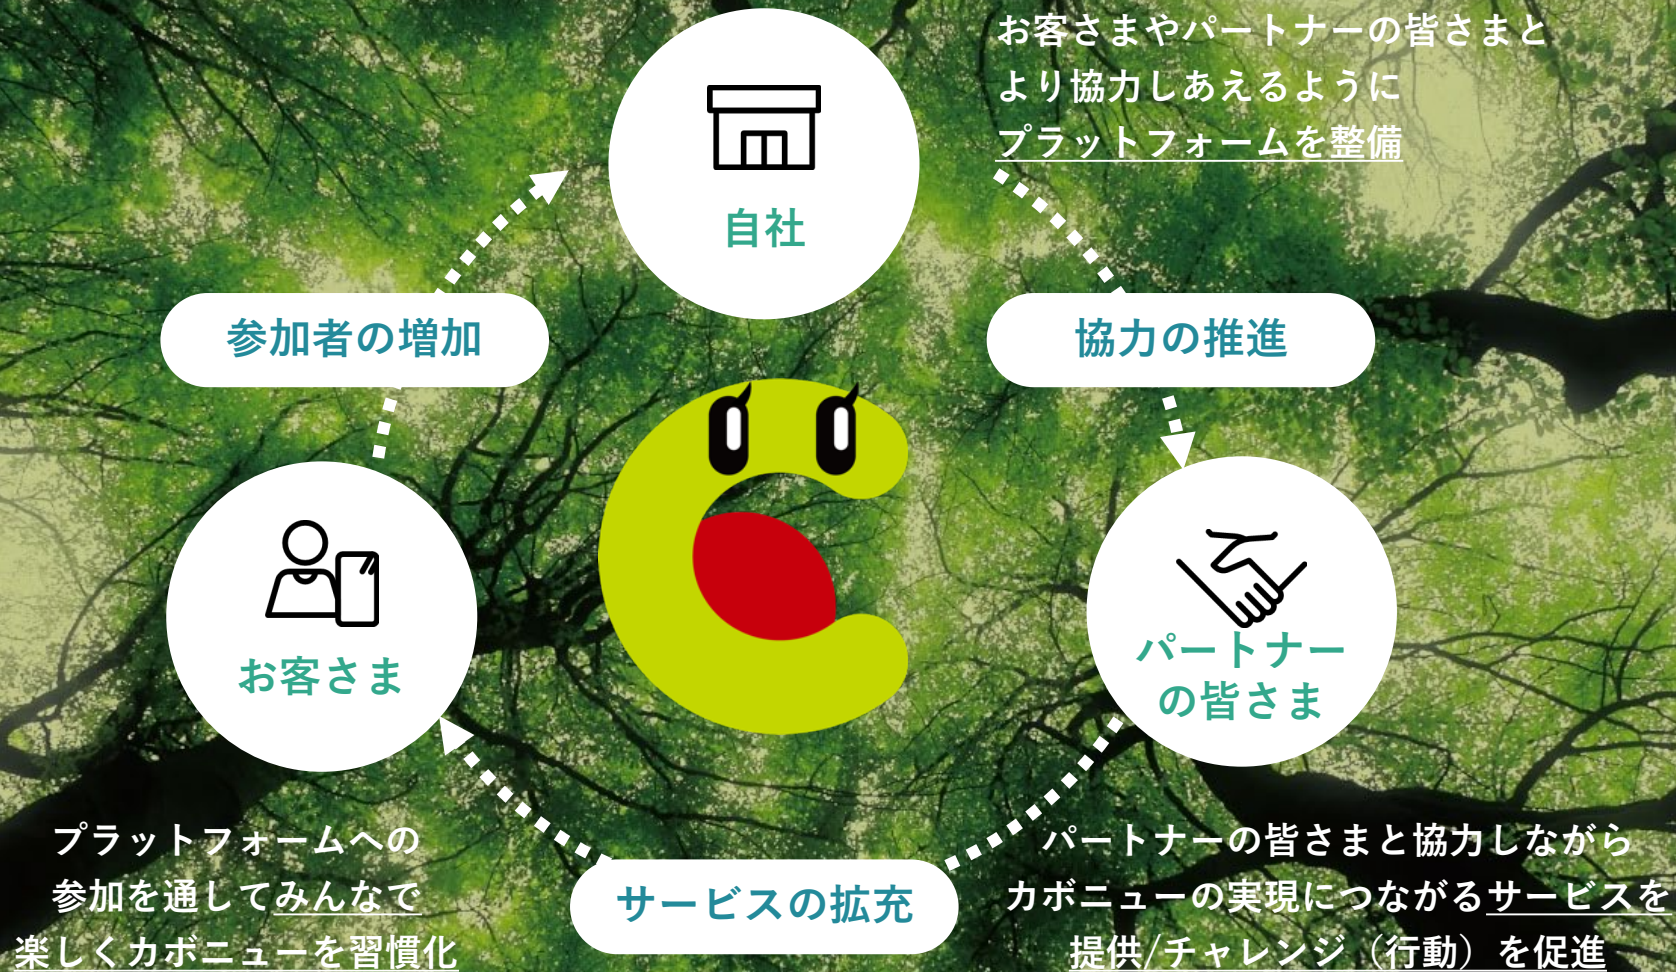 お客さまやパートナーの皆さまと
より協力しあえるように
プラットフォームを整備
自社
参加者の増加
協力の推進
お客さま
パートナー
の皆さま
サービスの拡充
プラットフォームへの
参加を通してみんなで
楽しくカボニューを習慣化
パートナーの皆さまと協力しながら
カボニューの実現につながるサービスを
提供/チャレンジ（行動）を促進